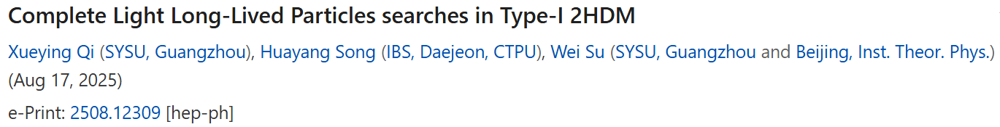 Complete Light Long-Lived Particles searches in Type-I 2HDM
Xueying Qi (SYSU, Guangzhou), Huayang Song (IBS, Daejeon, CTPU), Wei Su (SYSU, Guangzhou and Beijing, Inst. Theor. Phys.)
(Aug 17, 2025)
e-Print: 2508.12309 [hep-ph]